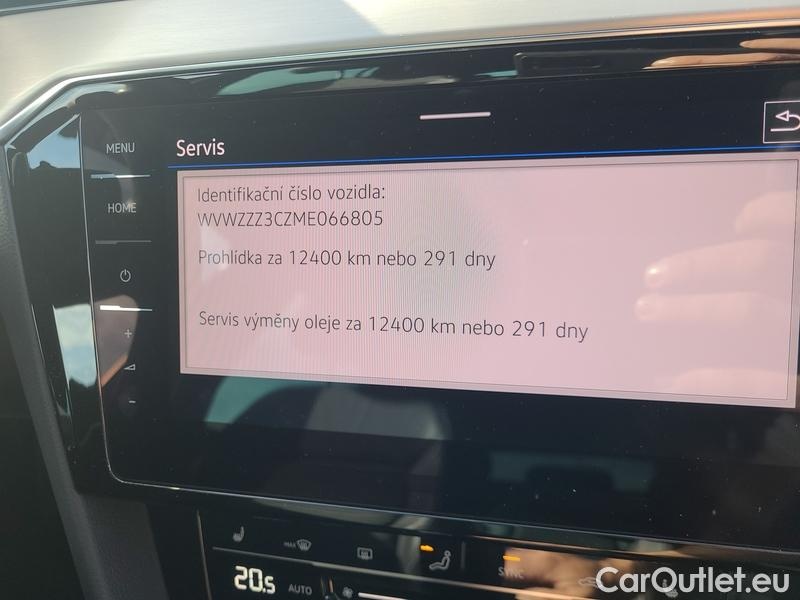 MENU
Servis
HOME
Identifikační číslo vozidla:
WVWZZZ3CZME066805
Prohlídka za 12400 km nebo 291 dny
Servis výměny oleje za 12400 km nebo 291 dny
+
-
MAX
20.5
AUTO
SYNC
CarOutlet.eu